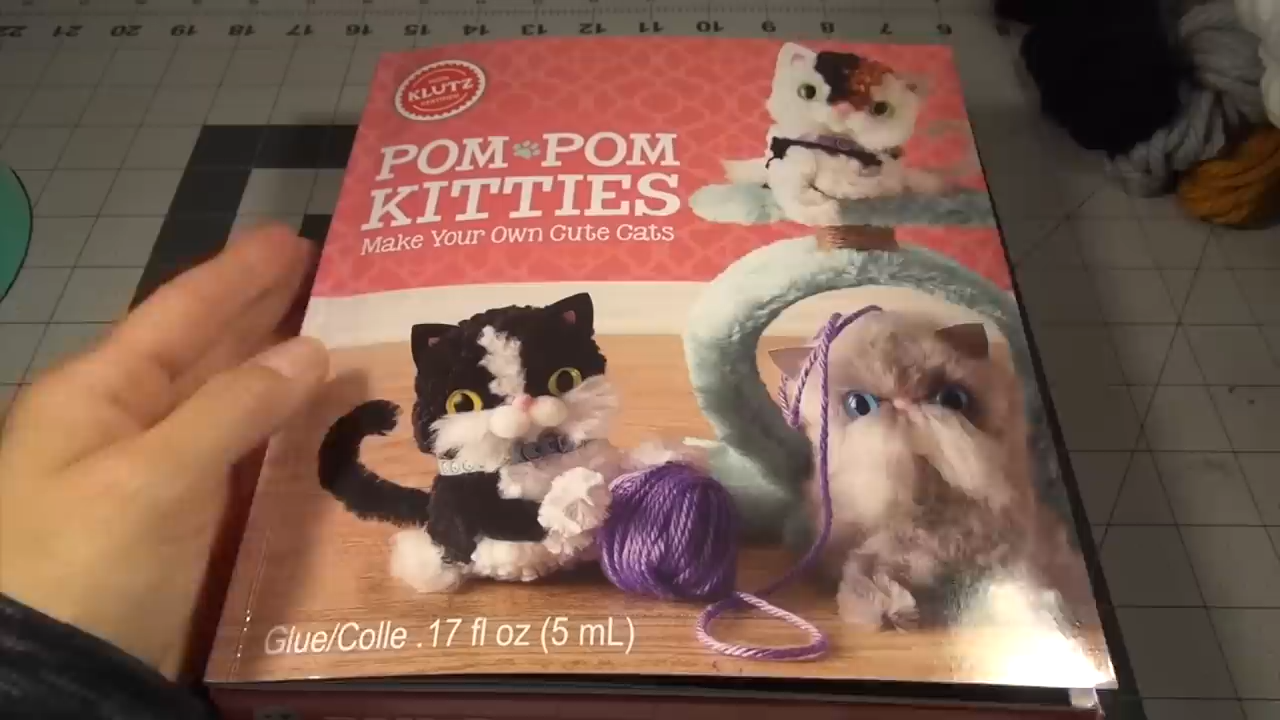 22 21 20 19 18 17 16 15 14 13 12 11 10 9 8 7 6
KLUTZ
CERTIFIED
POM POM
KITTIES
Make Your Own Cute Cats
Glue/Colle .17 fl oz (5 mL)